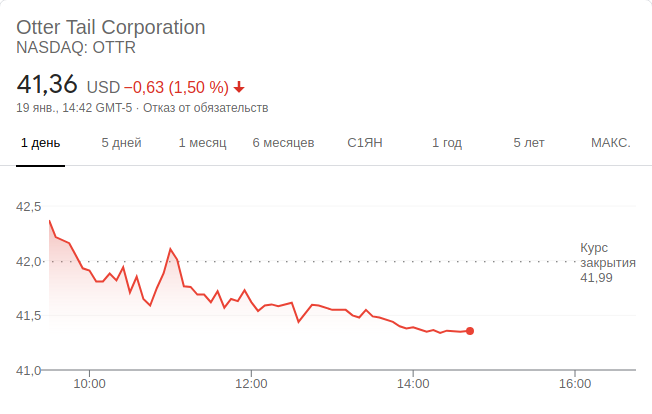 Otter Tail Corporation
NASDAQ: OTTR
41,36 USD −0,63 (1,50 %)
19 янв., 14:42 GMT-5 · Отказ от обязательств
1 день 5 дней 1 месяц 6 месяцев С1ЯН 1 год 5 лет МАКС.
42,5
Курс
42,0 закрытия
41,99
41,5
41,0
10:00 12:00 14:00 16:00